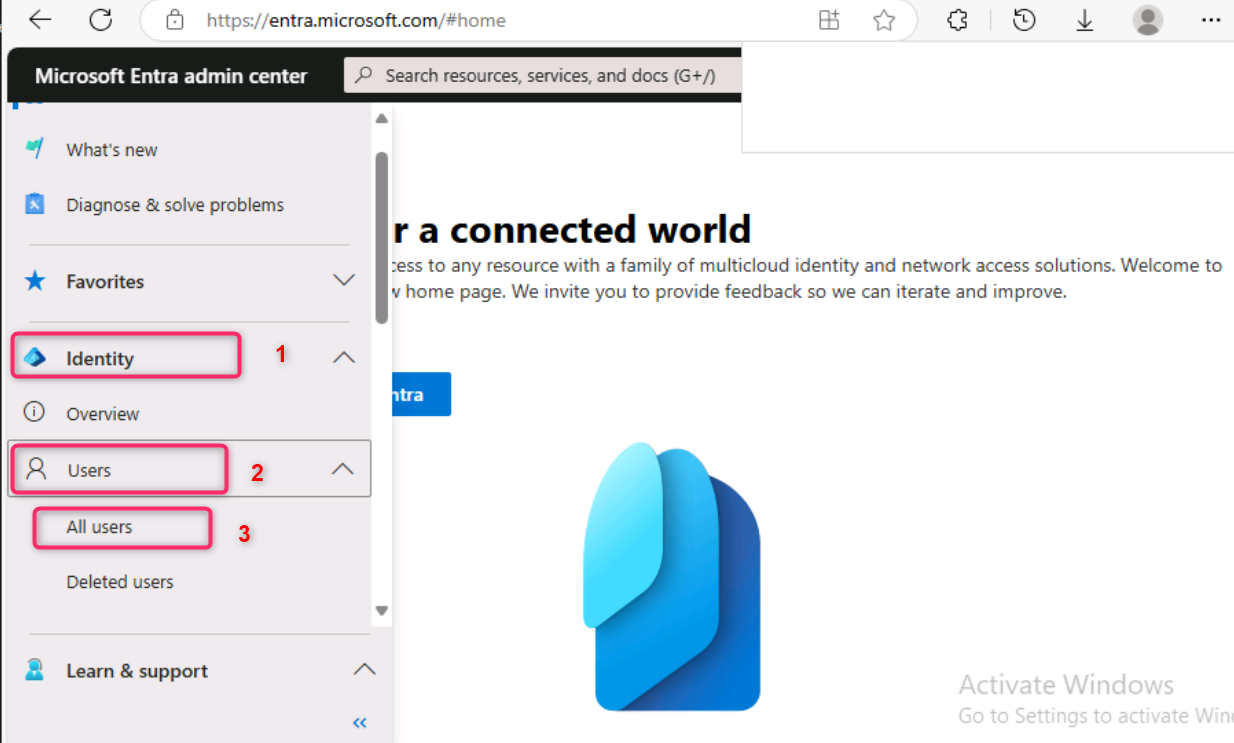 https://entra.microsoft.com/#home
Microsoft Entra admin center
Search resources, services, and docs (G+/)
What's new
Diagnose & solve problems
Favorites
Identity
1
Overview
Users
2
All users
3
Deleted users
Learn & support
r a connected world
cess to any resource with a family of multicloud identity and network access solutions. Welcome to
w home page. We invite you to provide feedback so we can iterate and improve.
ntra
Activate Windows
Go to Settings to activate Win